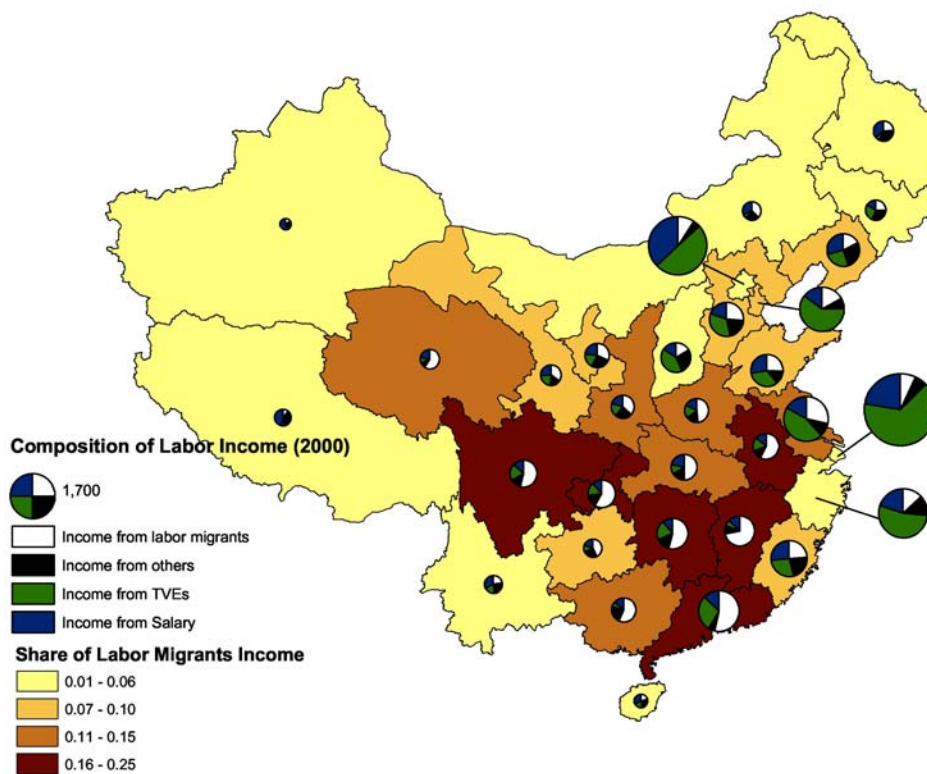 Composition of Labor Income (2000)
1,700
Income from labor migrants
Income from others
Income from TVEs
Income from Salary
Share of Labor Migrants Income
0.01 - 0.06
0.07 - 0.10
0.11 - 0.15
0.16 - 0.25